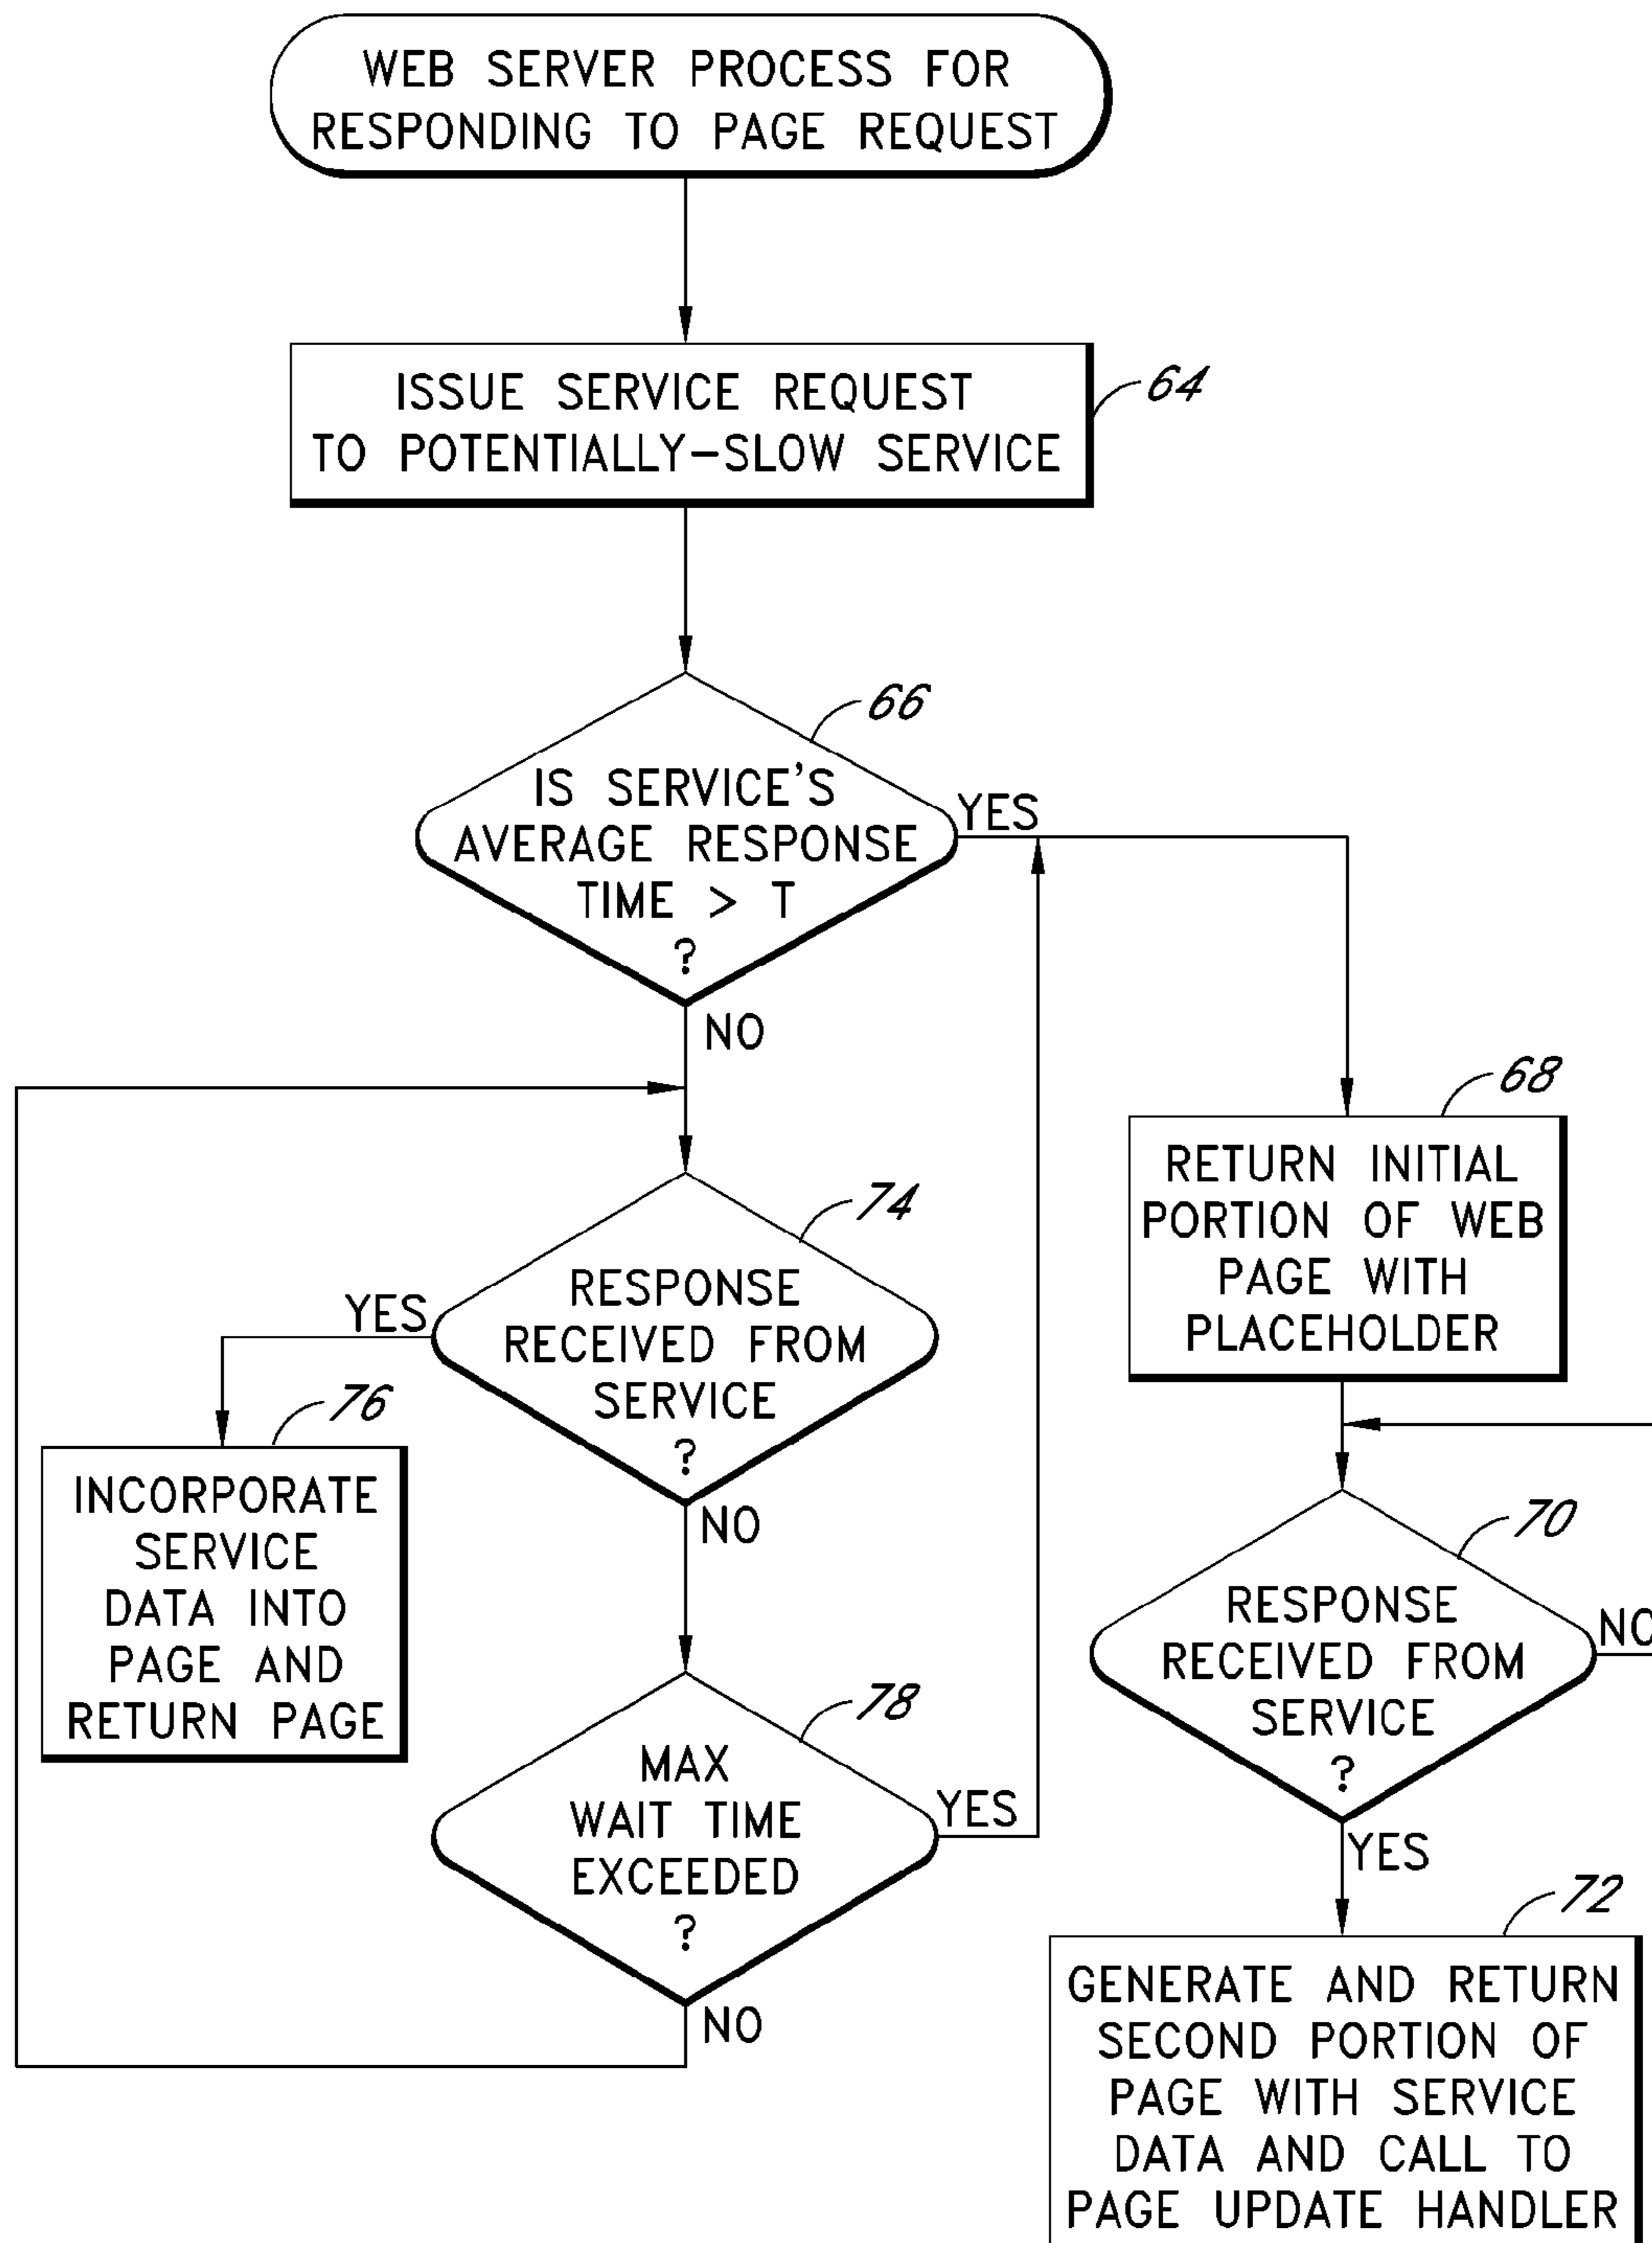 WEB SERVER PROCESS FOR
RESPONDING TO PAGE REQUEST
ISSUE SERVICE REQUEST
TO POTENTIALLY-SLOW SERVICE
64
66
IS SERVICE'S
AVERAGE RESPONSE
TIME > T
?
YES
NO
68
RETURN INITIAL
PORTION OF WEB
PAGE WITH
PLACEHOLDER
74
RESPONSE
RECEIVED FROM
SERVICE
?
YES
NO
76
INCORPORATE
SERVICE
DATA INTO
PAGE AND
RETURN PAGE
78
MAX
WAIT TIME
EXCEEDED
?
YES
NO
70
RESPONSE
RECEIVED FROM
SERVICE
?
NO
YES
72
GENERATE AND RETURN
SECOND PORTION OF
PAGE WITH SERVICE
DATA AND CALL TO
PAGE UPDATE HANDLER